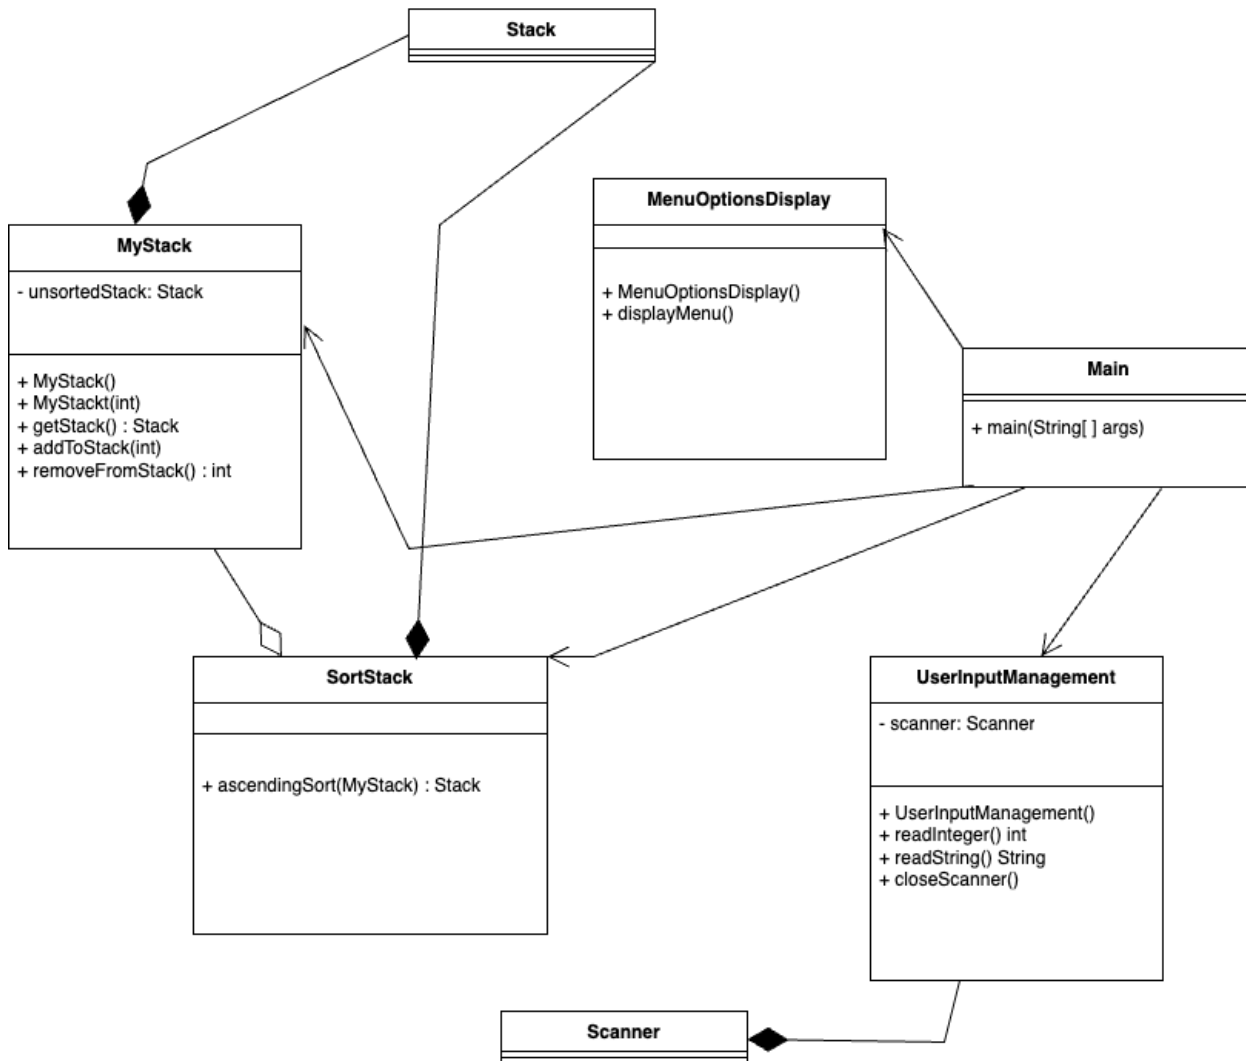 Stack
MenuOptionsDisplay
+ MenuOptionsDisplay()
+ displayMenu()
MyStack
- unsortedStack: Stack
+ MyStack()
+ MyStackt(int)
+ getStack() : Stack
+ addToStack(int)
+ removeFromStack() : int
Main
+ main(String[ ] args)
SortStack
+ ascendingSort(MyStack) : Stack
UserInputManagement
- scanner: Scanner
+ UserInputManagement()
+ readInteger() int
+ readString() String
+ closeScanner()
Scanner